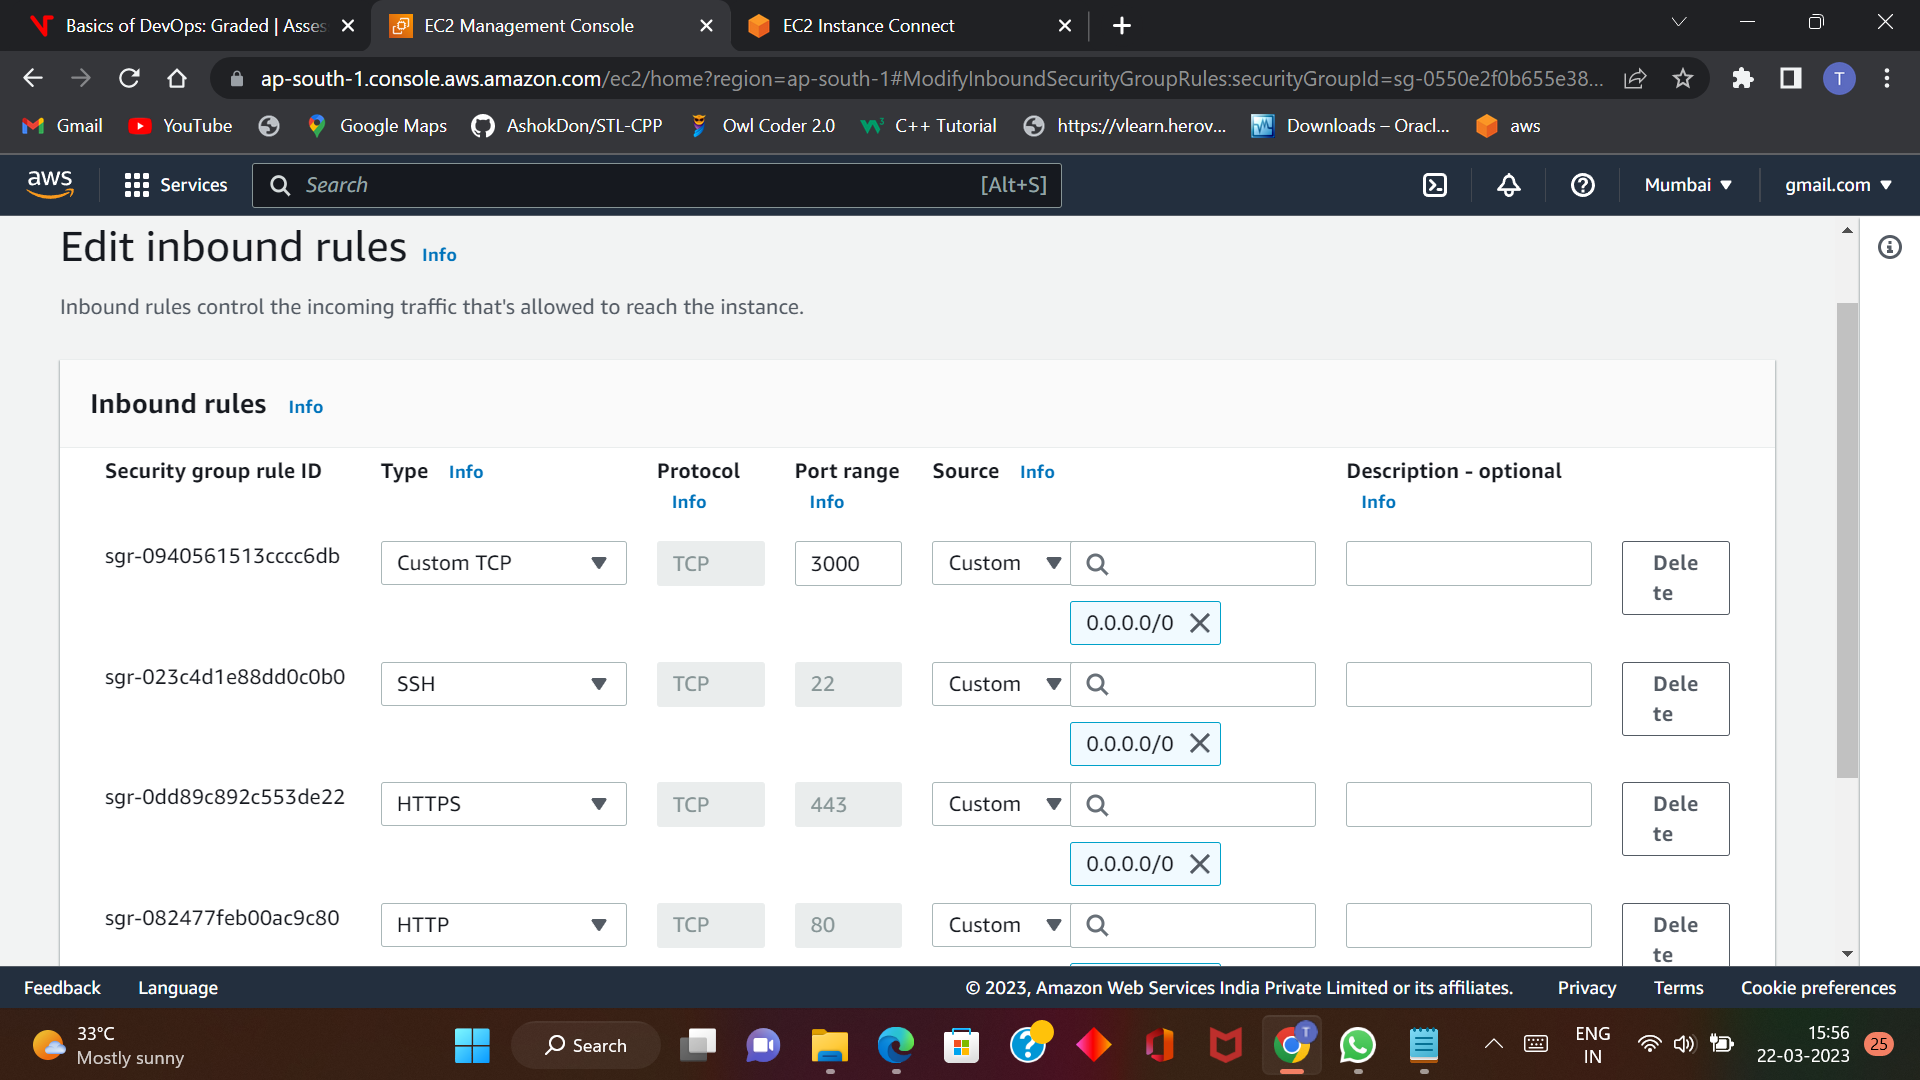 Basics of DevOps: Graded | Asses
EC2 Management Console
EC2 Instance Connect
ap-south-1.console.aws.amazon.com/ec2/home?region=ap-south-1#ModifyInboundSecurityGroupRules:securityGroupId=sg-0550e2f0b655e38...
T
Gmail
YouTube
Google Maps
AshokDon/STL-CPP
Owl Coder 2.0
C++ Tutorial
https://vlearn.herov...
Downloads – Oracl...
aws
aws
Services
Search
[Alt+S]
Mumbai
gmail.com
Edit inbound rules Info
Inbound rules control the incoming traffic that's allowed to reach the instance.
Inbound rules Info
Security group rule ID Type Info Protocol Info Port range Info Source Info Description - optional Info
sgr-0940561513cccc6db Custom TCP TCP 3000 Custom Dele
te
0.0.0.0/0
sgr-023c4d1e88dd0c0b0 SSH TCP 22 Custom Dele
te
0.0.0.0/0
sgr-0dd89c892c553de22 HTTPS TCP 443 Custom Dele
te
0.0.0.0/0
sgr-082477feb00ac9c80 HTTP TCP 80 Custom Dele
te
Feedback Language © 2023, Amazon Web Services India Private Limited or its affiliates. Privacy Terms Cookie preferences
33°C
Mostly sunny
Search
T
ENG
IN
15:56
22-03-2023
25